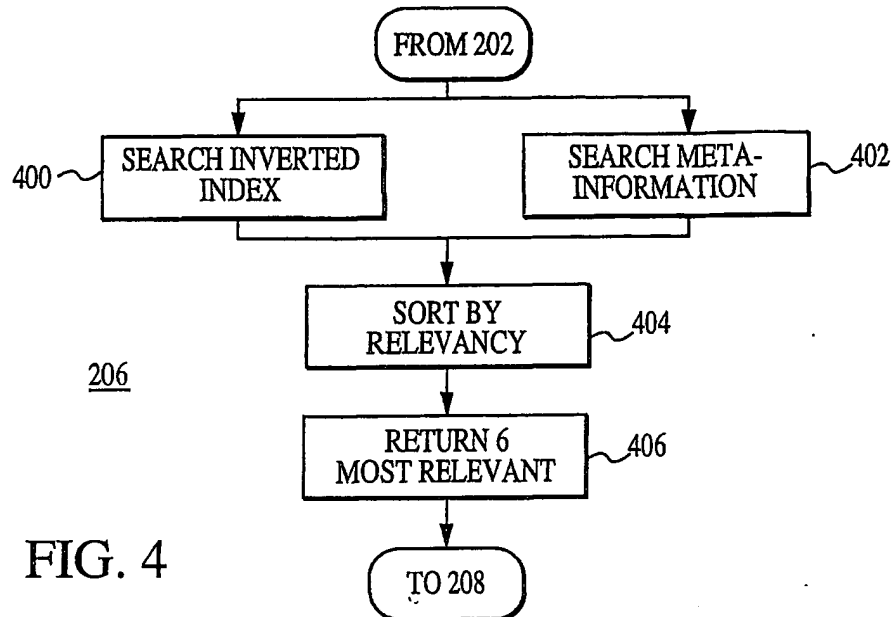 FROM 202
400
SEARCH INVERTED
INDEX
SEARCH META-
INFORMATION
402
SORT BY
RELEVANCY
404
206
RETURN 6
MOST RELEVANT
406
FIG. 4
TO 208